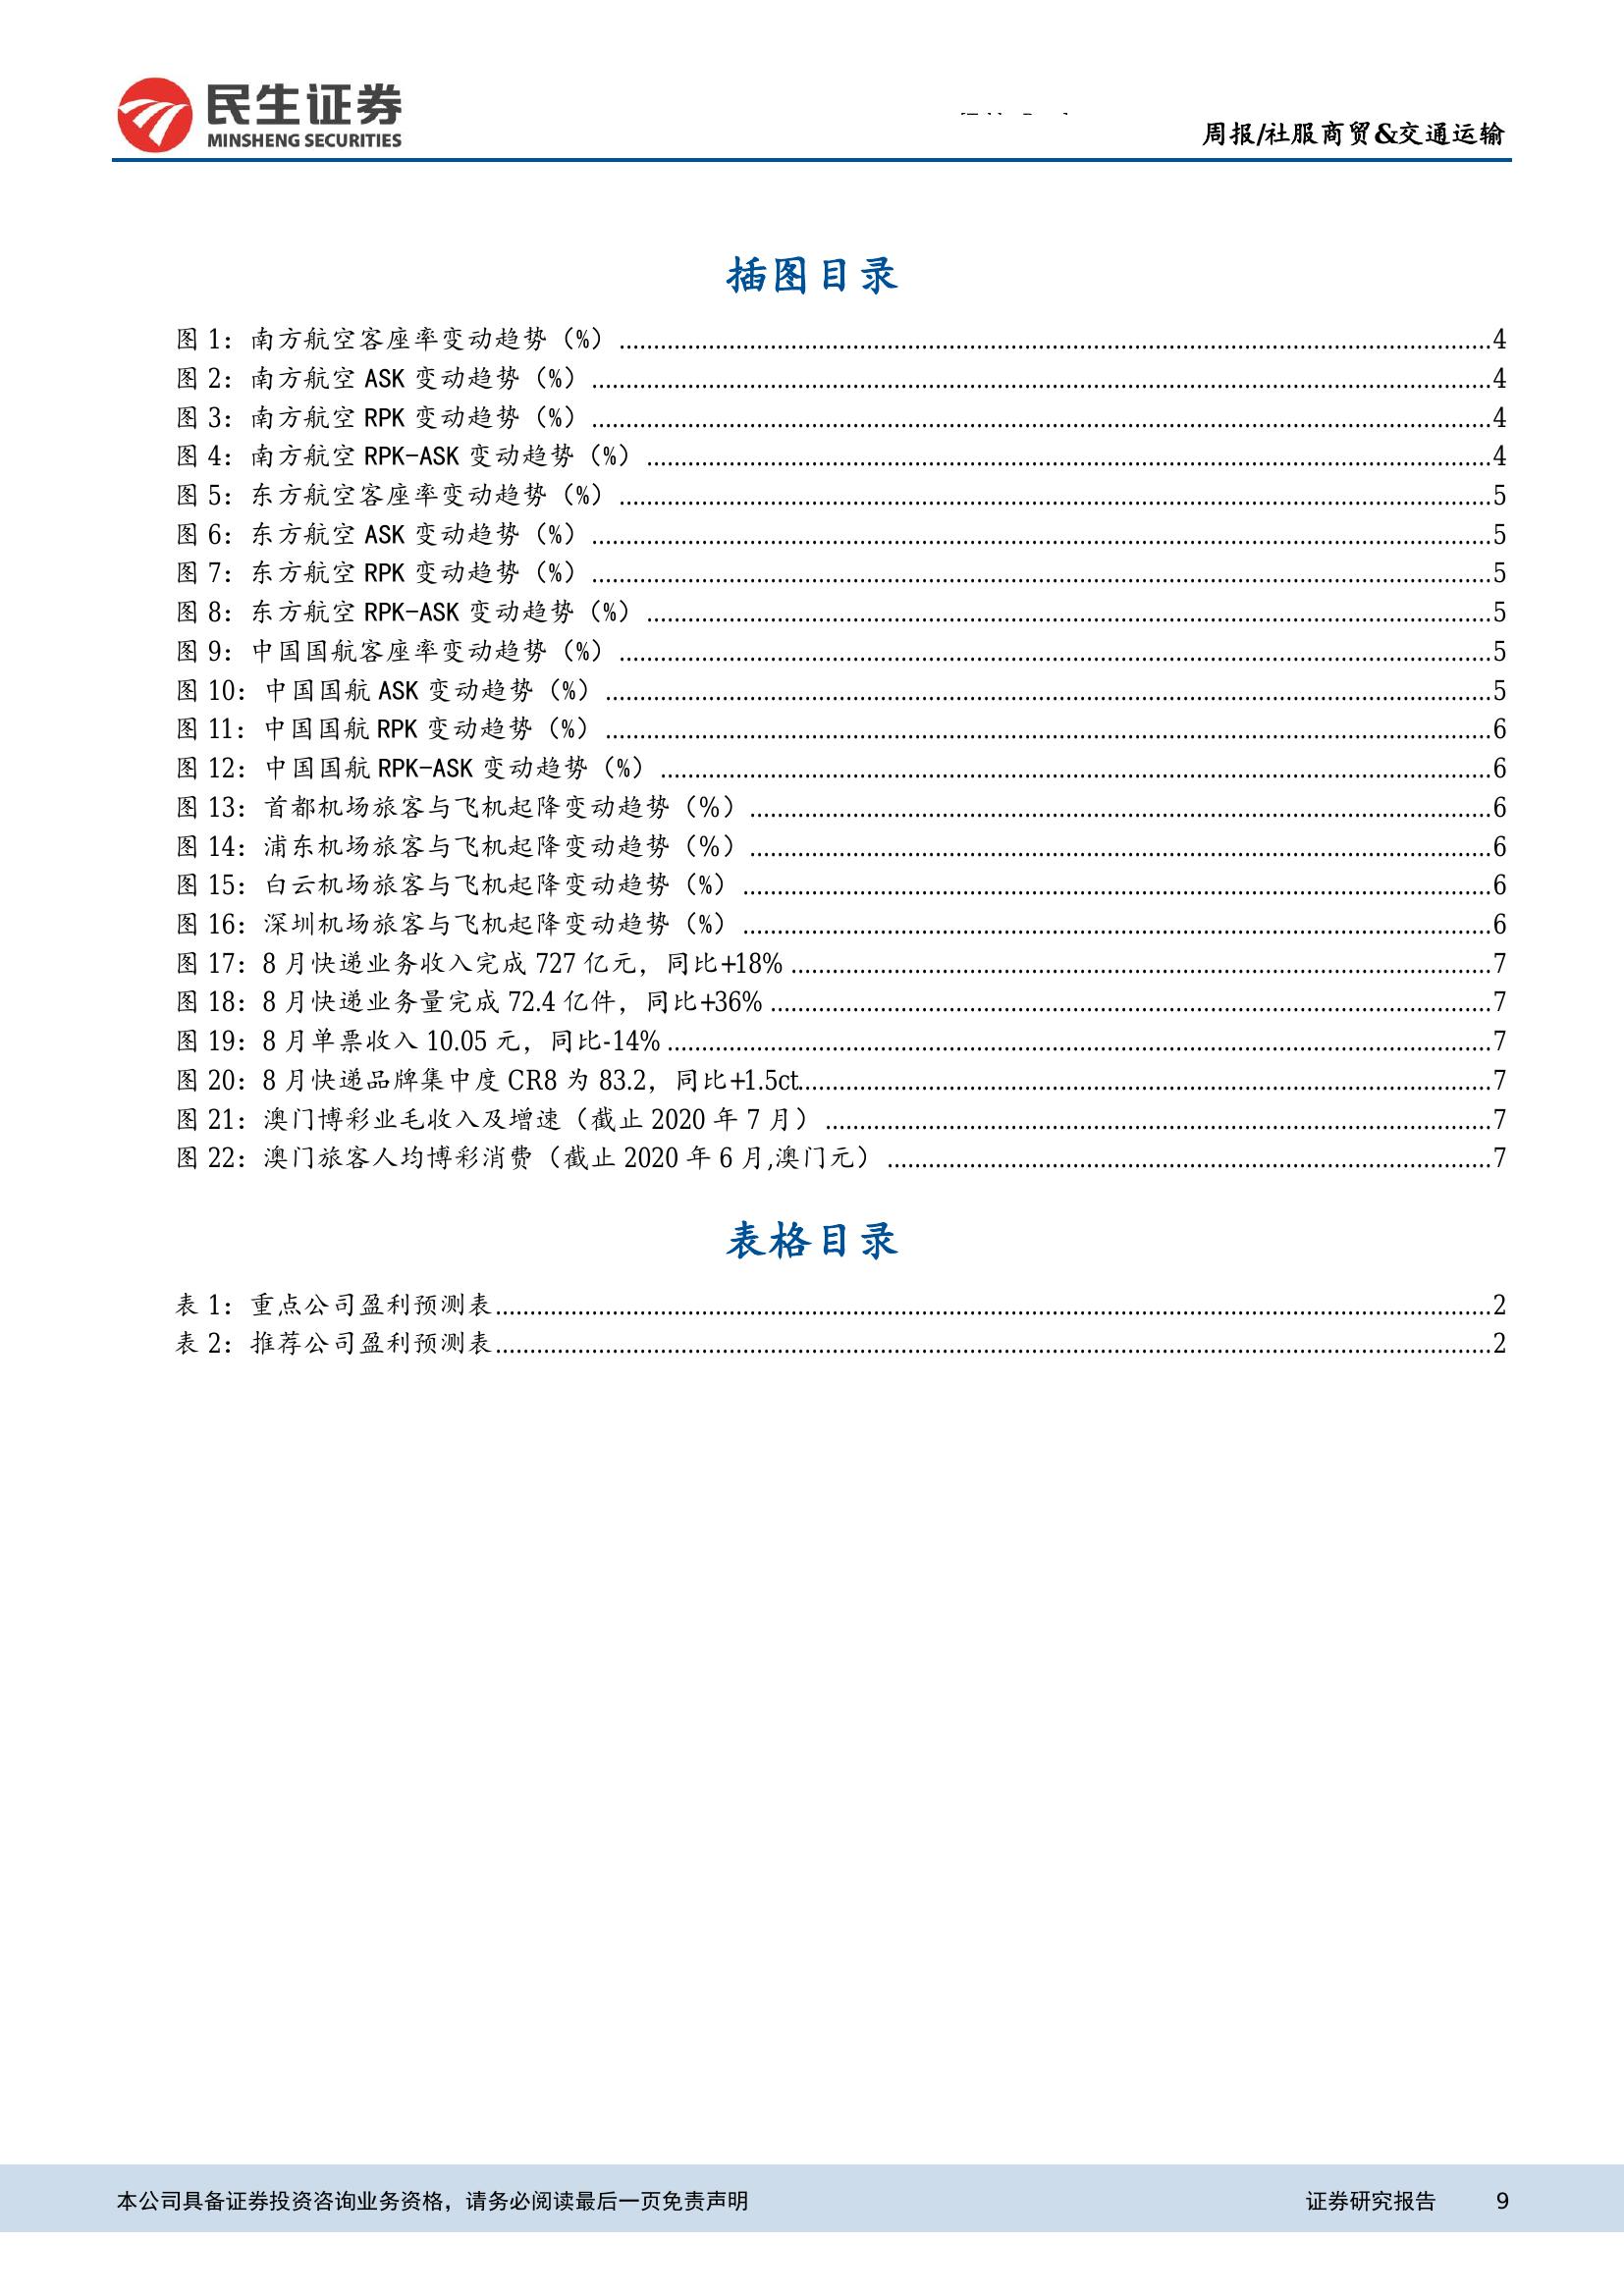 民生证券
MINSHENG SECURITIES
周报/社服商贸&交通运输
插图目录
图 1：南方航空客座率变动趋势（%）..........4
图 2：南方航空 ASK 变动趋势（%）..........4
图 3：南方航空 RPK 变动趋势（%）..........4
图 4：南方航空 RPK-ASK 变动趋势（%）..........4
图 5：东方航空客座率变动趋势（%）..........5
图 6：东方航空 ASK 变动趋势（%）..........5
图 7：东方航空 RPK 变动趋势（%）..........5
图 8：东方航空 RPK-ASK 变动趋势（%）..........5
图 9：中国国航客座率变动趋势（%）..........5
图 10：中国国航 ASK 变动趋势（%）..........5
图 11：中国国航 RPK 变动趋势（%）..........6
图 12：中国国航 RPK-ASK 变动趋势（%）..........6
图 13：首都机场旅客与飞机起降变动趋势（%）..........6
图 14：浦东机场旅客与飞机起降变动趋势（%）..........6
图 15：白云机场旅客与飞机起降变动趋势（%）..........6
图 16：深圳机场旅客与飞机起降变动趋势（%）..........6
图 17：8 月快递业务收入完成 727 亿元，同比+18%..........7
图 18：8 月快递业务量完成 72.4 亿件，同比+36%..........7
图 19：8 月单票收入 10.05 元，同比-14%..........7
图 20：8 月快递品牌集中度 CR8 为 83.2，同比+1.5ct..........7
图 21：澳门博彩业毛收入及增速（截止 2020 年 7 月）..........7
图 22：澳门旅客人均博彩消费（截止 2020 年 6 月,澳门元）..........7
表格目录
表 1：重点公司盈利预测表..........2
表 2：推荐公司盈利预测表..........2
本公司具备证券投资咨询业务资格，请务必阅读最后一页免责声明
证券研究报告 9